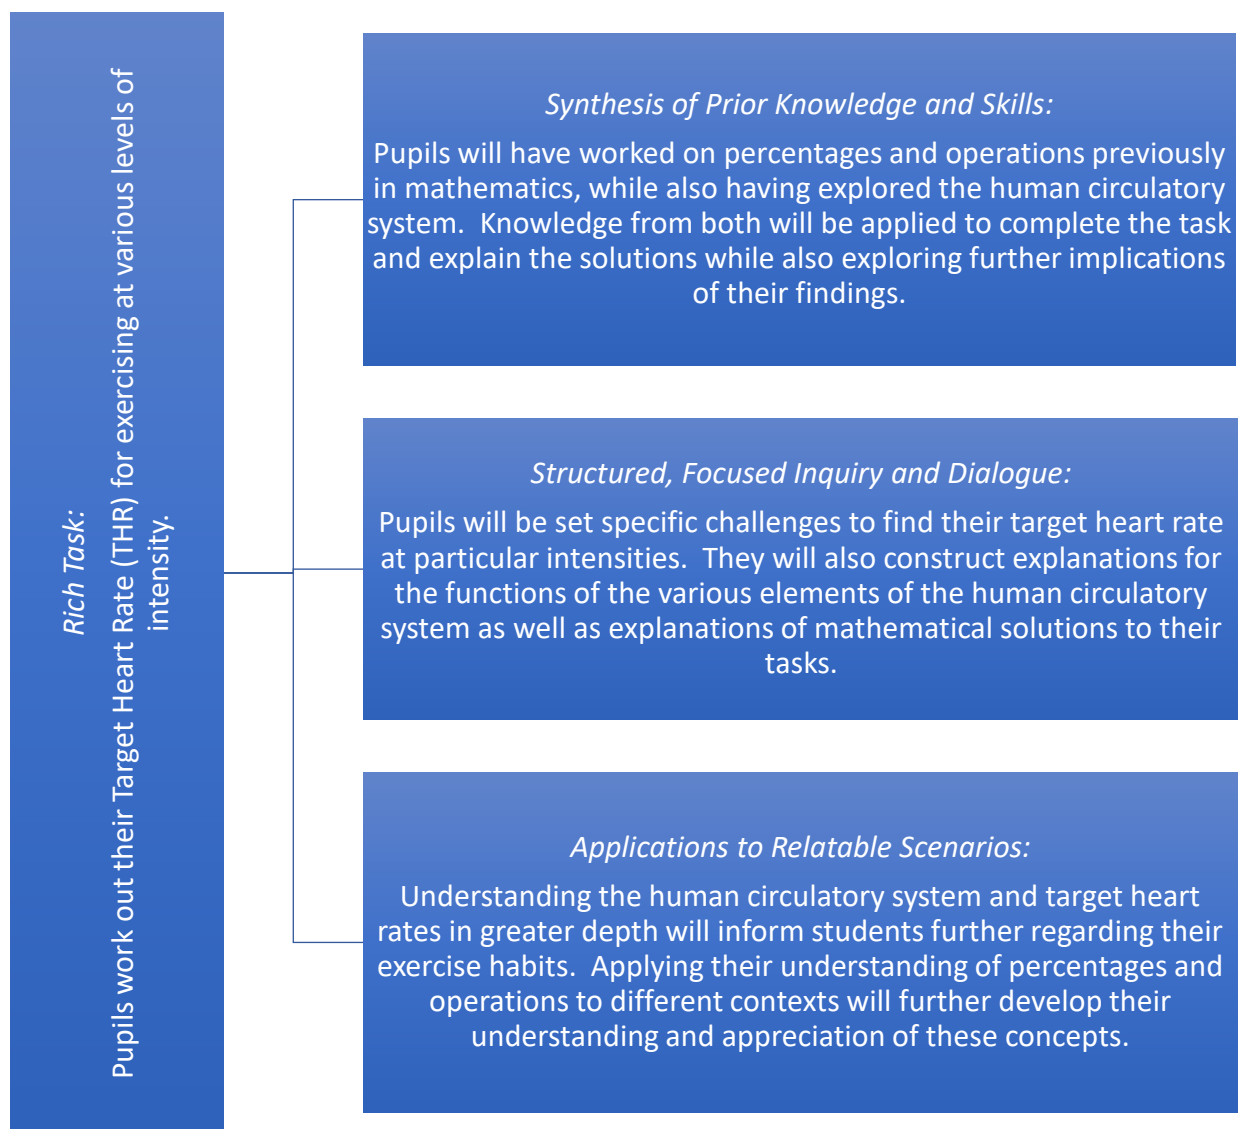 Rich Task:
Pupils work out their Target Heart Rate (THR) for exercising at various levels of
intensity.
Synthesis of Prior Knowledge and Skills:
Pupils will have worked on percentages and operations previously
in mathematics, while also having explored the human circulatory
system.  Knowledge from both will be applied to complete the task
and explain the solutions while also exploring further implications
of their findings.
Structured, Focused Inquiry and Dialogue:
Pupils will be set specific challenges to find their target heart rate
at particular intensities.  They will also construct explanations for
the functions of the various elements of the human circulatory
system as well as explanations of mathematical solutions to their
tasks.
Applications to Relatable Scenarios:
Understanding the human circulatory system and target heart
rates in greater depth will inform students further regarding their
exercise habits.  Applying their understanding of percentages and
operations to different contexts will further develop their
understanding and appreciation of these concepts.